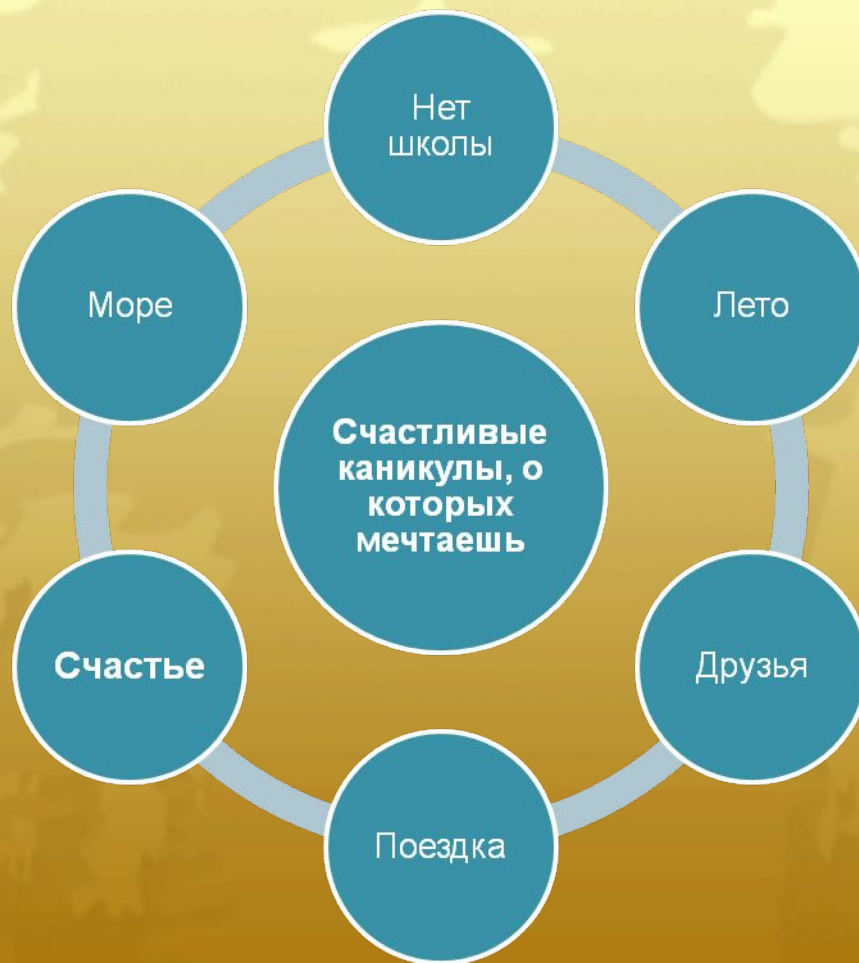 Нет
школы
Лето
Друзья
Поездка
Счастье
Море
Счастливые
каникулы, о
которых
мечтаешь